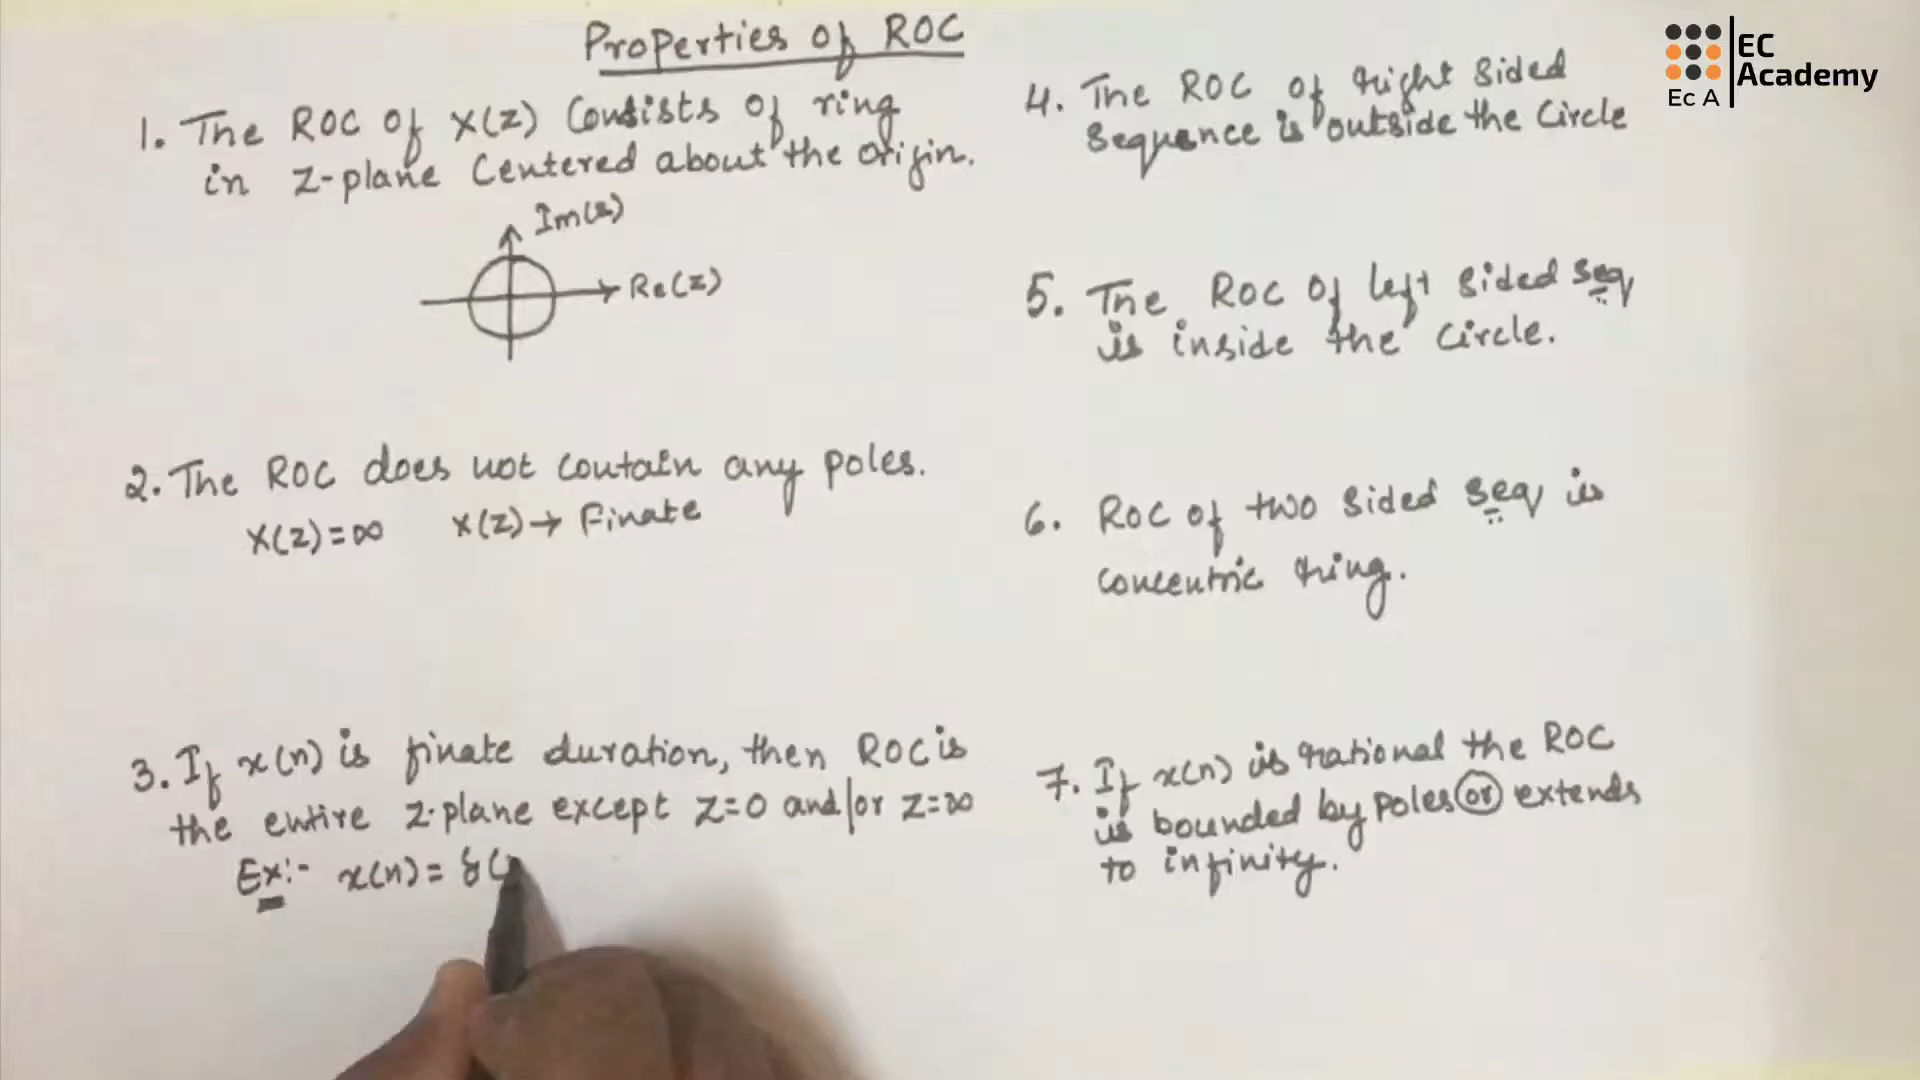 Properties of ROC
1. The ROC of X(z) Consists of ring
in z-plane Centered about the origin.
Im(z)
Re(z)
2. The ROC does not contain any poles.
X(z)=∞ X(z)→ Finate
3. If x(n) is finate duration, then ROC is
the entire z-plane except z=0 and/or z=∞
Ex:- x(n) = δ(
4. The ROC of right sided
sequence is outside the Circle
5. The ROC of left sided seq
is inside the Circle.
6. ROC of two sided seq is
concentric ring.
7. If x(n) is rational the ROC
is bounded by poles or extends
to infinity.
EC
Academy
Ec A